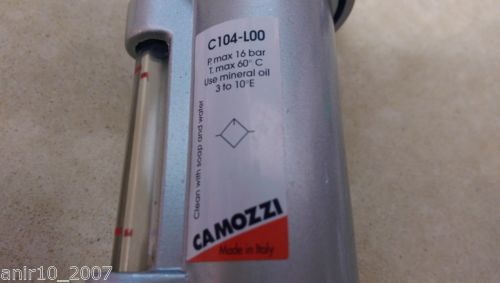 C104-L00
P. max 16 bar
T. max 60° C
Use mineral oil
3 to 10°E
Clean with soap and water
CAMOZZI
Made in Italy
anir10_2007